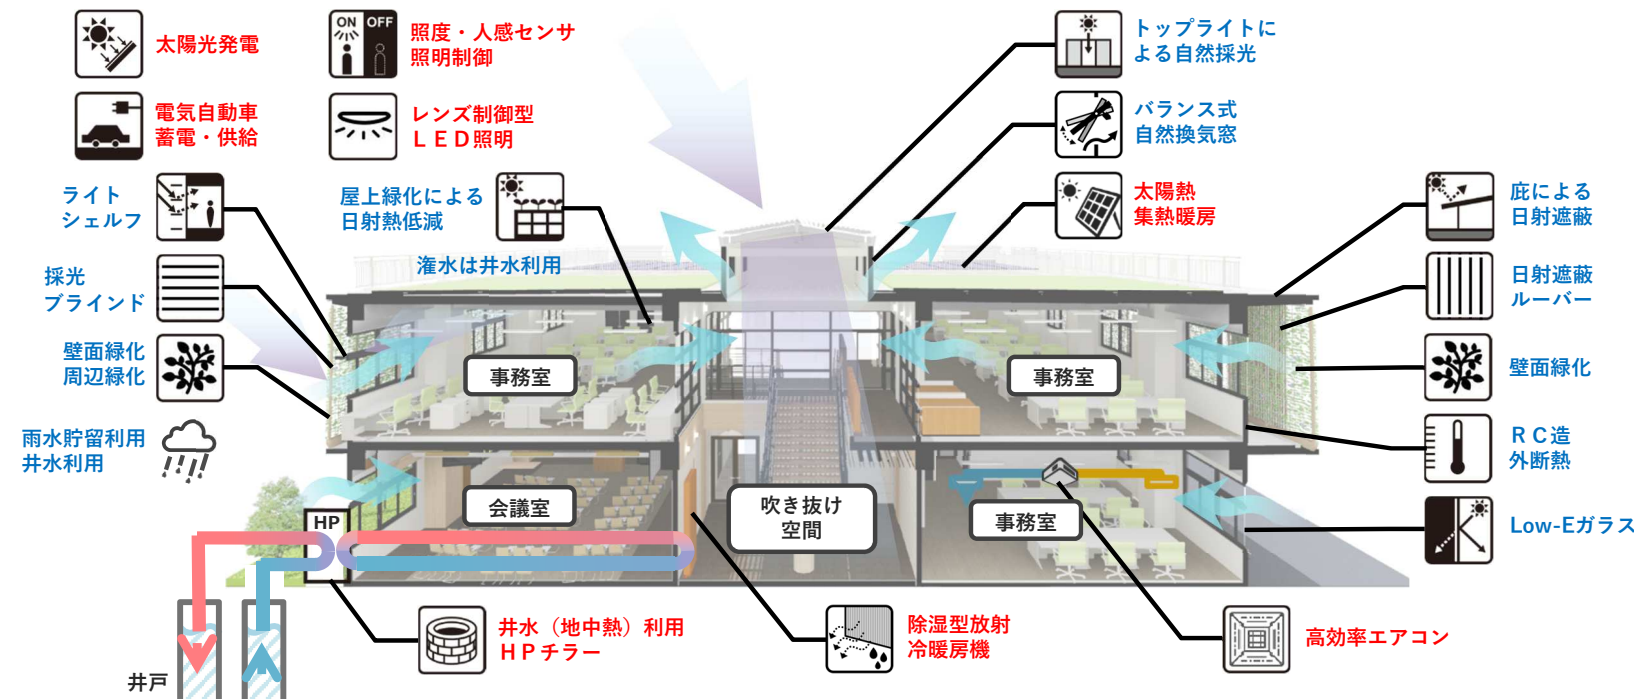 太陽光発電
ON OFF
照度・人感センサ
照明制御
トップライトに
よる自然採光
電気自動車
蓄電・供給
レンズ制御型
ＬＥＤ照明
バランス式
自然換気窓
ライト
シェルフ
屋上緑化による
日射熱低減
太陽熱
集熱暖房
庇による
日射遮蔽
灌水は井水利用
採光
ブラインド
日射遮蔽
ルーバー
壁面緑化
周辺緑化
事務室
事務室
壁面緑化
雨水貯留利用
井水利用
ＲＣ造
外断熱
会議室
吹き抜け
空間
事務室
HP
Low-Eガラス
井水（地中熱）利用
ＨＰチラー
除湿型放射
冷暖房機
高効率エアコン
井戸